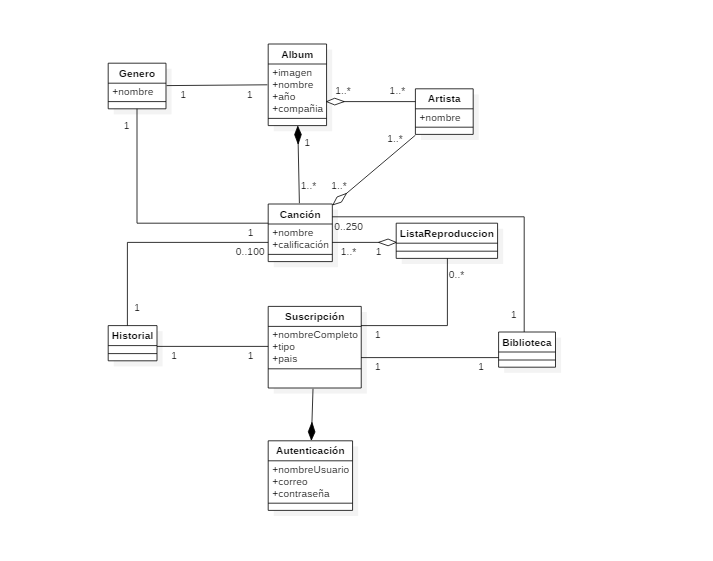 Album
+imagen
+nombre
+año
+compañia
Genero
+nombre
1
1
1..*
1..*
Artista
+nombre
1
1
1..*
1..*
1..*
Canción
+nombre
+calificación
1
0..100
0..250
1..*
1
ListaReproduccion
0..*
1
Historial
1
1
Suscripción
+nombreCompleto
+tipo
+pais
1
1
1
1
Biblioteca
Autenticación
+nombreUsuario
+correo
+contraseña